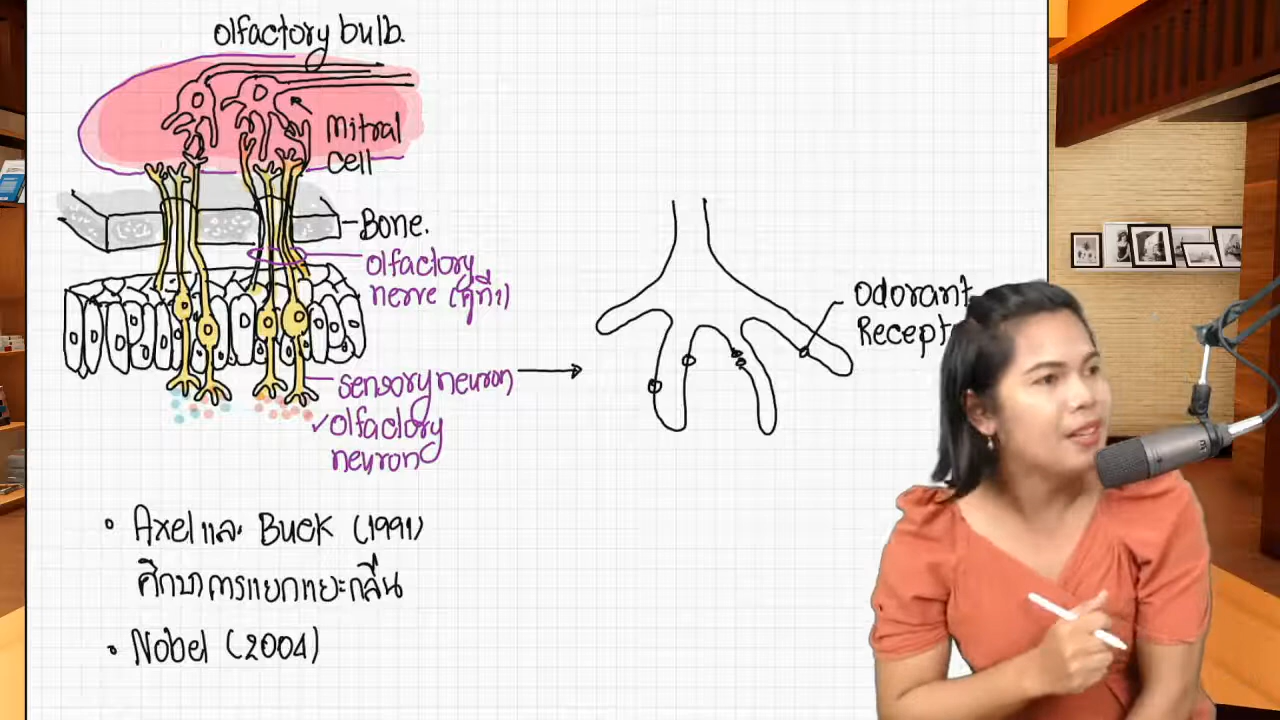 olfactory bulb.
Mitral
cell
Bone.
olfactory
nerve (คู่ที่1)
sensory neuron
✓olfactory
neuron
Odorant
Recept
• Axel และ Buck (1991)
ศึกษาการแยกแยะกลิ่น
• Nobel (2004)